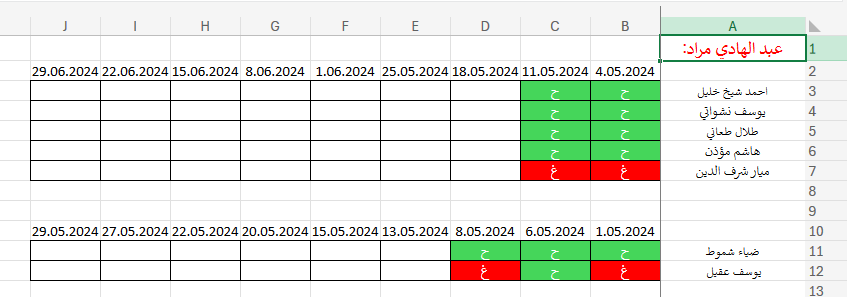 A B C D E F G H I J
1 عبد الهادي مراد:
2 4.05.2024 11.05.2024 18.05.2024 25.05.2024 1.06.2024 8.06.2024 15.06.2024 22.06.2024 29.06.2024
3 احمد شيخ خليل ح ح
4 يوسف نشواتي ح ح
5 طلال طعاني ح ح
6 هاشم مؤذن ح ح
7 ميار شرف الدين غ غ
8
9
10 1.05.2024 6.05.2024 8.05.2024 13.05.2024 15.05.2024 20.05.2024 22.05.2024 27.05.2024 29.05.2024
11 ضياء شموط ح ح ح
12 يوسف عقيل غ ح غ
13